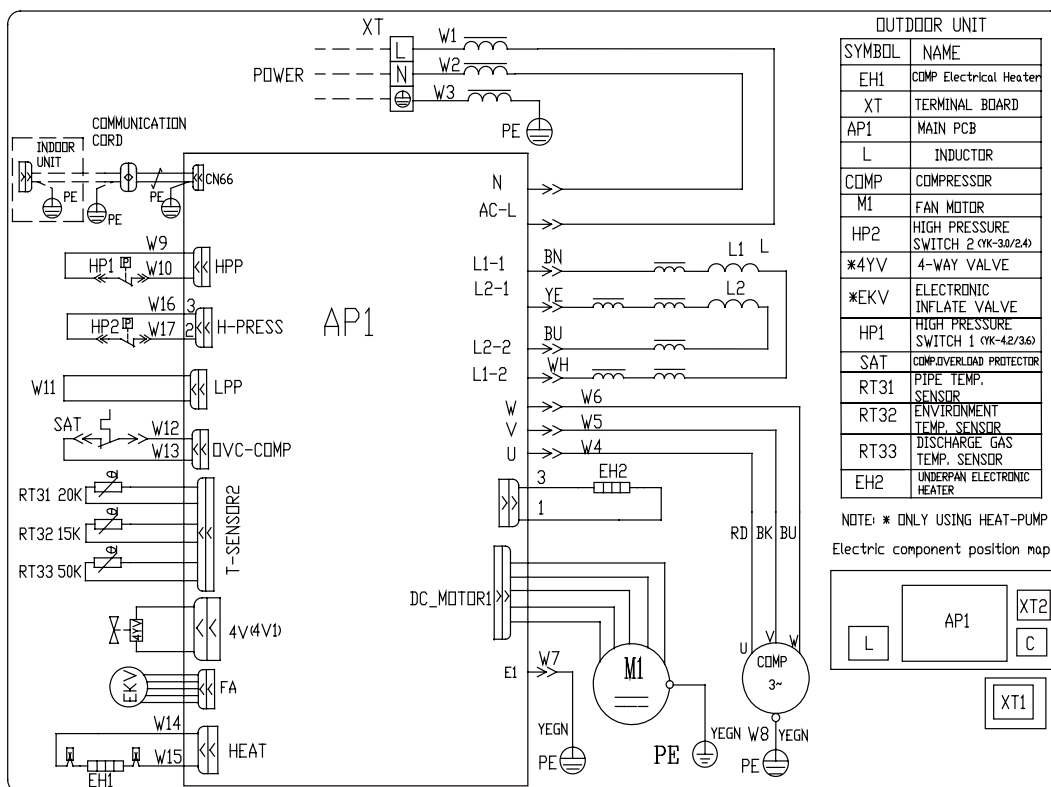 XT
L
N
POWER
W1
W2
W3
PE
COMMUNICATION
CORD
INDOOR
UNIT
PE
PE
PE
CN66
N
AC-L
W9
HP1
P
W10
HPP
W16
3
HP2
P
W17
2
H-PRESS
AP1
W11
LPP
SAT
W12
W13
OVC-COMP
RT31 20K
RT32 15K
RT33 50K
T-SENSOR2
4YV
4V(4V1)
EKV
FA
W14
W15
HEAT
EH1
L1-1
BN
L1
L
L2-1
YE
L2
L2-2
BU
L1-2
WH
W
W6
V
W5
U
W4
3
EH2
1
RD
BK
BU
DC_MOTOR1
M1
E1
W7
YEGN
PE
PE
YEGN
U
V
W
COMP
3~
W8
YEGN
PE
OUTDOOR UNIT
SYMBOL NAME
EH1 COMP Electrical Heater
XT TERMINAL BOARD
AP1 MAIN PCB
L INDUCTOR
COMP COMPRESSOR
M1 FAN MOTOR
HP2 HIGH PRESSURE
SWITCH 2 (YK-3.0/2.4)
*4YV 4-WAY VALVE
*EKV ELECTRONIC
INFLATE VALVE
HP1 HIGH PRESSURE
SWITCH 1 (YK-4.2/3.6)
SAT COMP.OVERLOAD PROTECTOR
RT31 PIPE TEMP.
SENSOR
RT32 ENVIRONMENT
TEMP. SENSOR
RT33 DISCHARGE GAS
TEMP. SENSOR
EH2 UNDERPAN ELECTRONIC
HEATER
NOTE: * ONLY USING HEAT-PUMP
Electric component position map
L
AP1
XT2
C
XT1